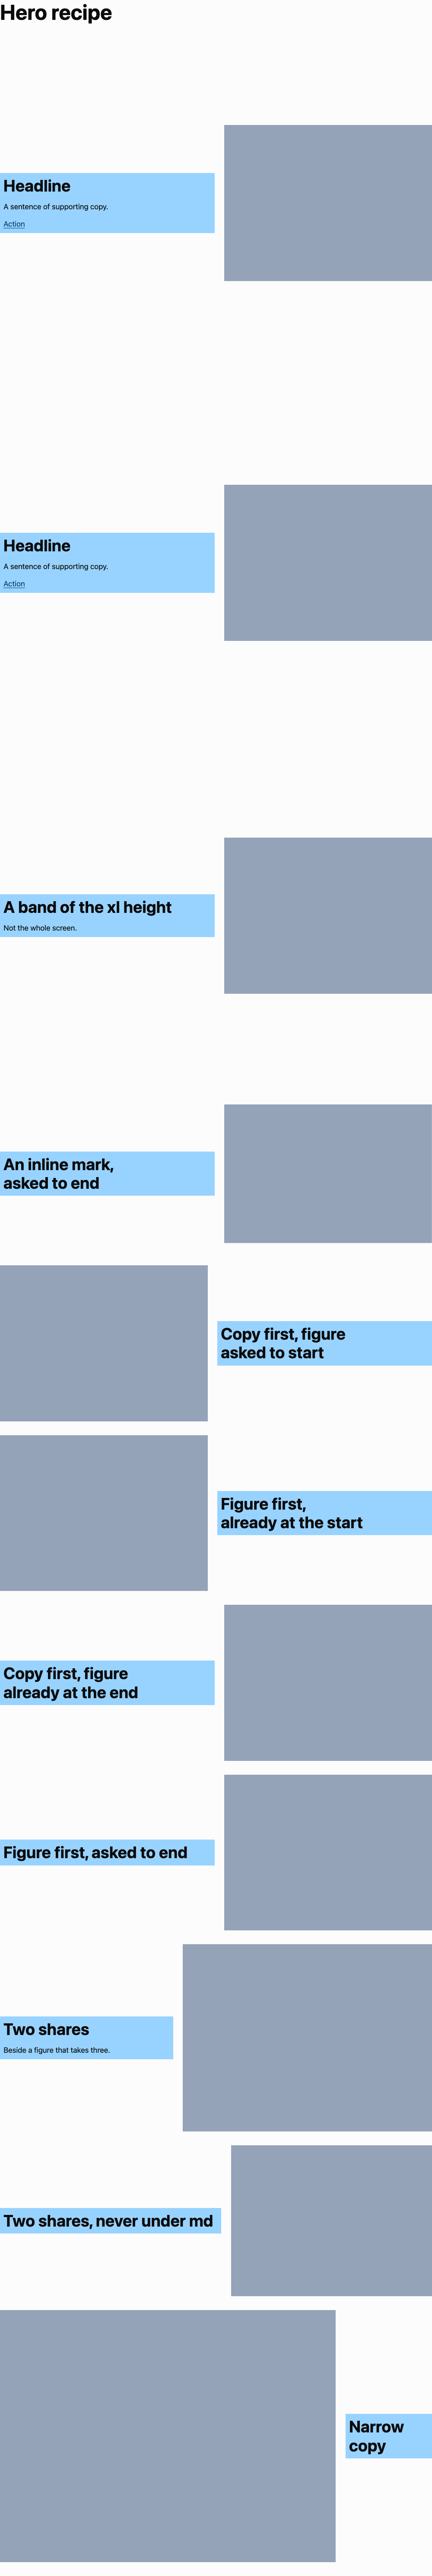 Hero recipe
Headline
A sentence of supporting copy.
Action
Headline
A sentence of supporting copy.
Action
A band of the xl height
Not the whole screen.
An inline mark,
asked to end
Copy first, figure
asked to start
Figure first,
already at the start
Copy first, figure
already at the end
Figure first, asked to end
Two shares
Beside a figure that takes three.
Two shares, never under md
Narrow
copy